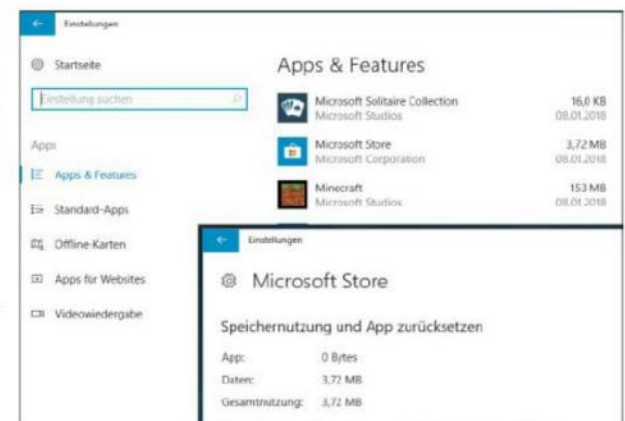 Einstellungen
Startseite
Einstellung suchen
Apps
Apps & Features
Standard-Apps
Offline-Karten
Apps für Websites
Videowiedergabe
Apps & Features
Microsoft Solitaire Collection 16,0 KB
Microsoft Studios 08.01.2018
Microsoft Store 3,72 MB
Microsoft Corporation 08.01.2018
Minecraft 153 MB
Microsoft Studios 08.01.2018
Einstellungen
Microsoft Store
Speichernutzung und App zurücksetzen
App: 0 Bytes
Daten: 3,72 MB
Gesamtnutzung: 3,72 MB